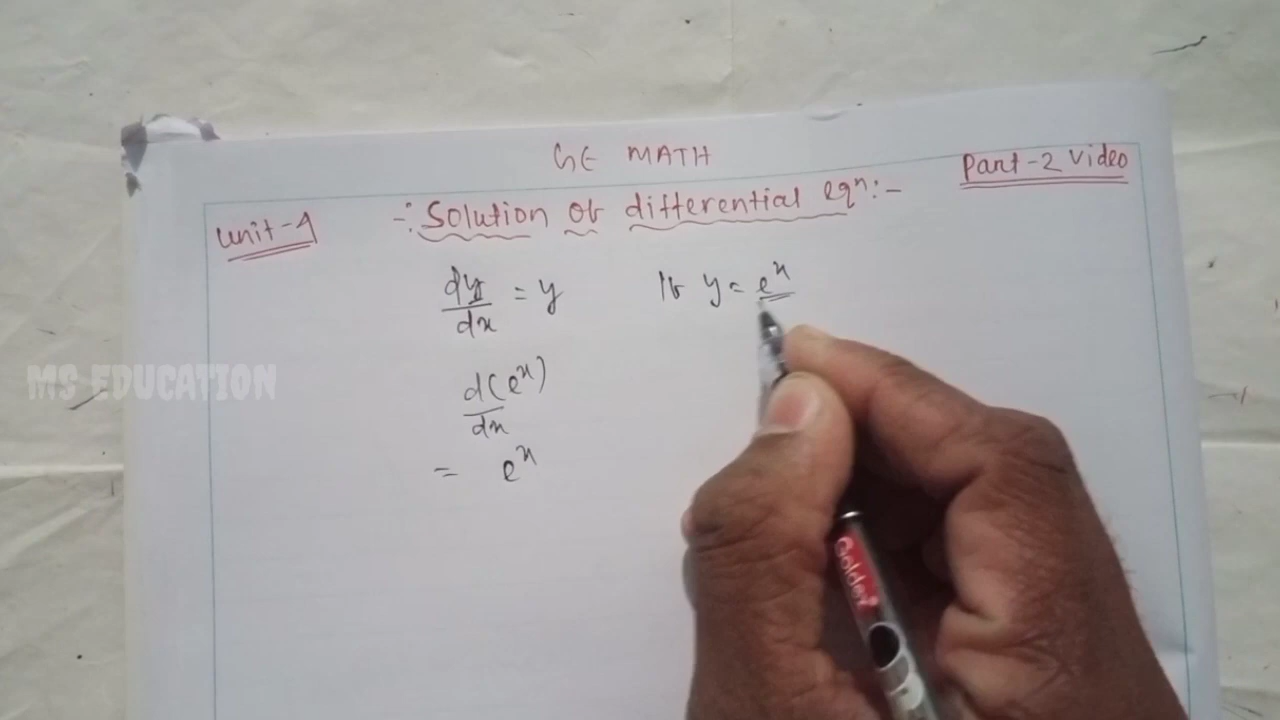 GE MATH
Part-2 Video
Unit-4
-: Solution of differential eqⁿ:-
dy/dx = y
If y = eˣ
d(eˣ)/dx
= eˣ
MS EDUCATION
Goldex